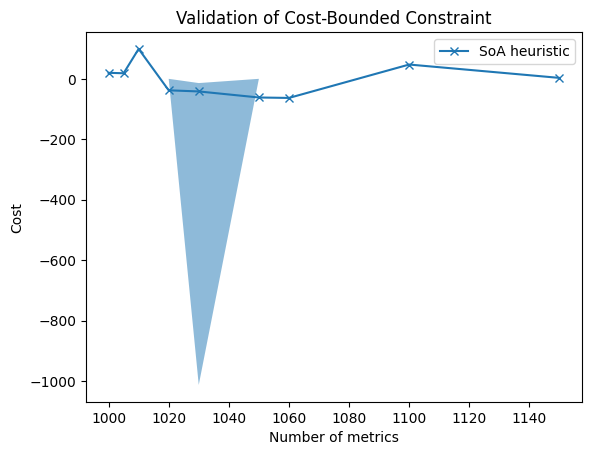 Validation of Cost-Bounded Constraint
SoA heuristic
Cost
0
−200
−400
−600
−800
−1000
1000 1020 1040 1060 1080 1100 1120 1140
Number of metrics